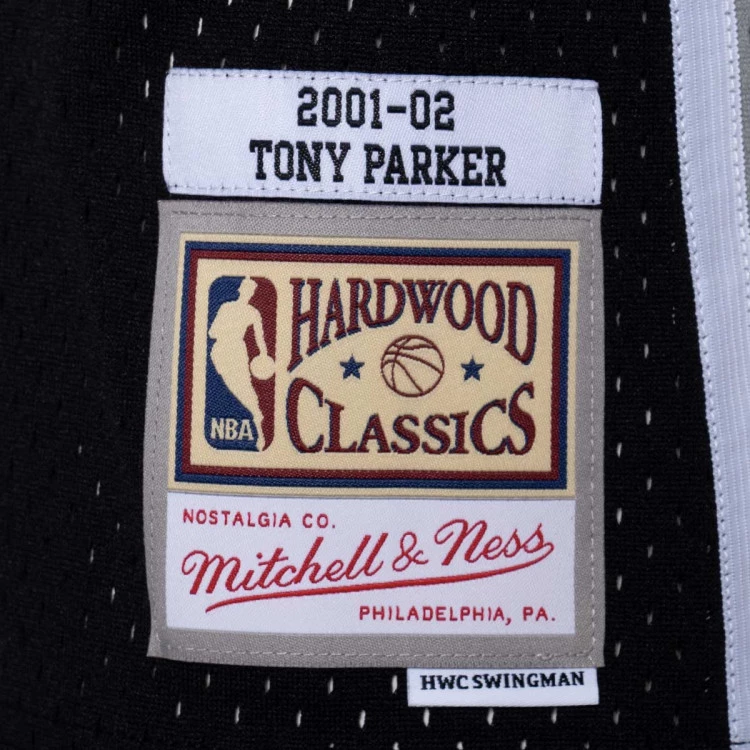 2001-02
TONY PARKER
HARDWOOD
CLASSICS
NBA
NOSTALGIA CO.
Mitchell & Ness
PHILADELPHIA, PA.
HWC SWINGMAN